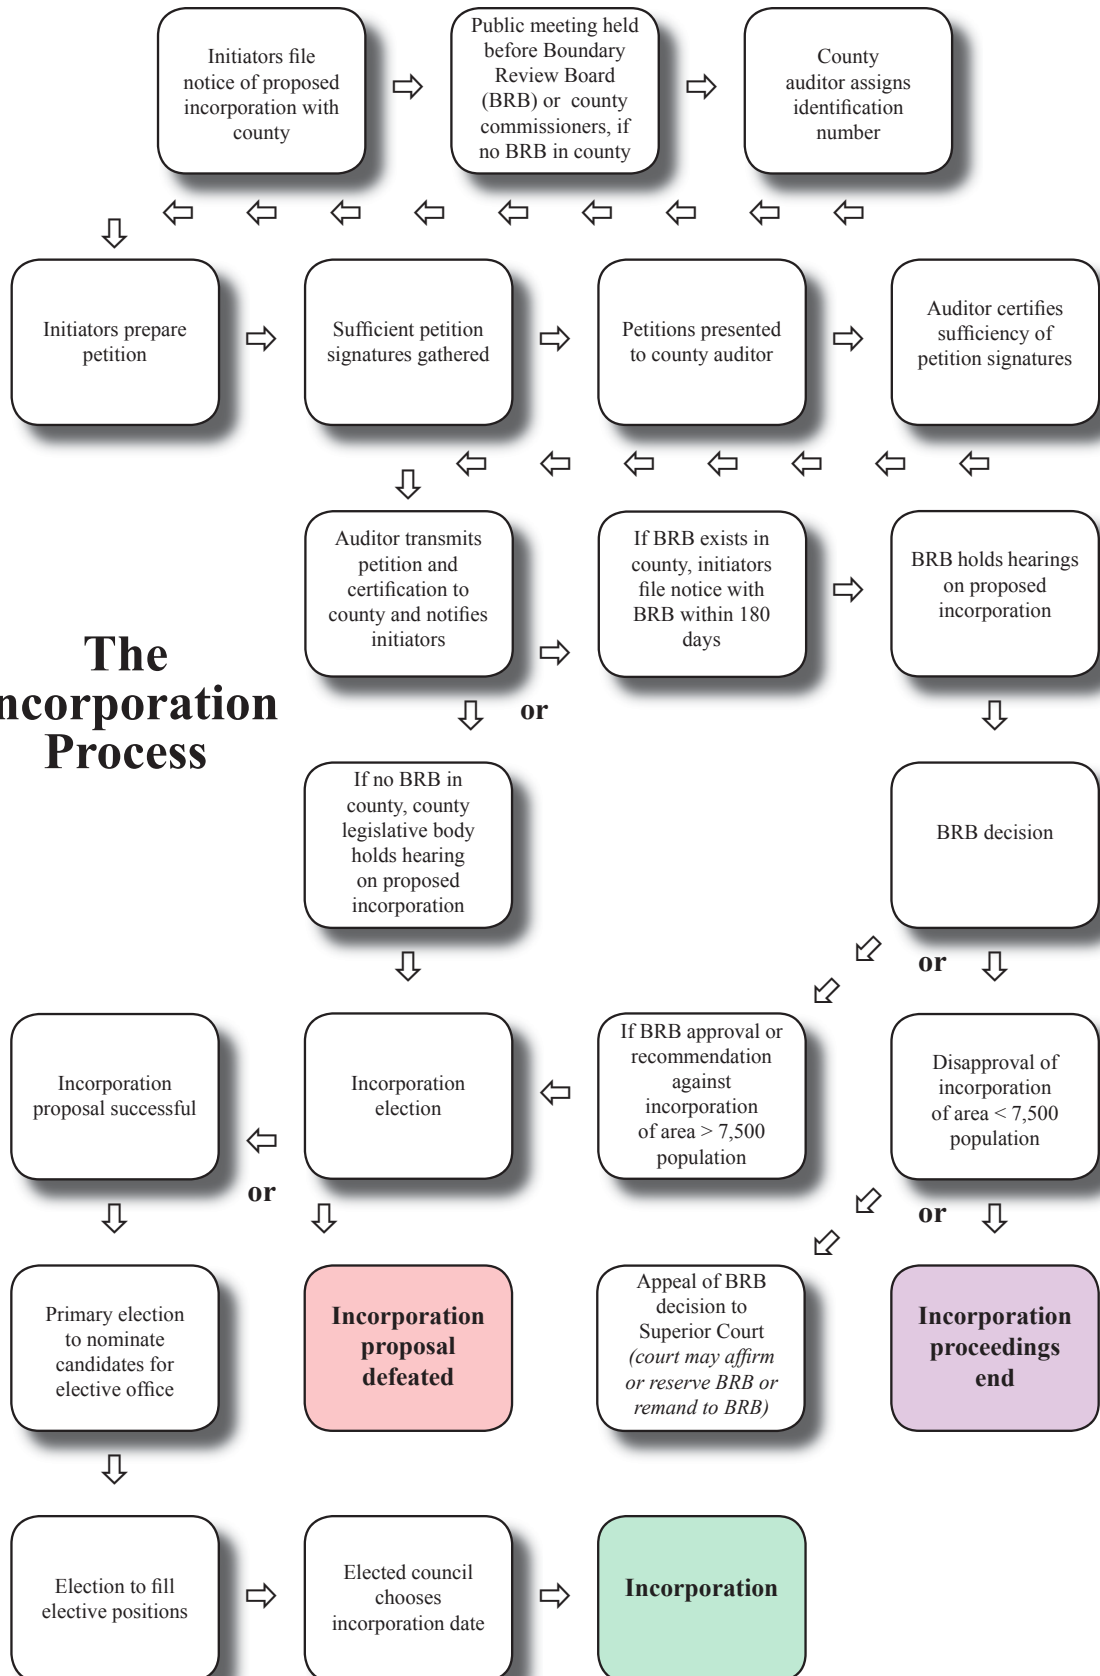 Initiators file
notice of proposed
incorporation with
county
Public meeting held
before Boundary
Review Board
(BRB) or county
commissioners, if
no BRB in county
County
auditor assigns
identification
number
Initiators prepare
petition
Sufficient petition
signatures gathered
Petitions presented
to county auditor
Auditor certifies
sufficiency of
petition signatures
Auditor transmits
petition and
certification to
county and notifies
initiators
If BRB exists in
county, initiators
file notice with
BRB within 180
days
BRB holds hearings
on proposed
incorporation
The
ncorporation
Process
or
If no BRB in
county, county
legislative body
holds hearing
on proposed
incorporation
BRB decision
or
Incorporation
proposal successful
Incorporation
election
If BRB approval or
recommendation
against
incorporation
of area > 7,500
population
Disapproval of
incorporation
of area < 7,500
population
or
or
Primary election
to nominate
candidates for
elective office
Incorporation
proposal
defeated
Appeal of BRB
decision to
Superior Court
(court may affirm
or reserve BRB or
remand to BRB)
Incorporation
proceedings
end
Election to fill
elective positions
Elected council
chooses
incorporation date
Incorporation